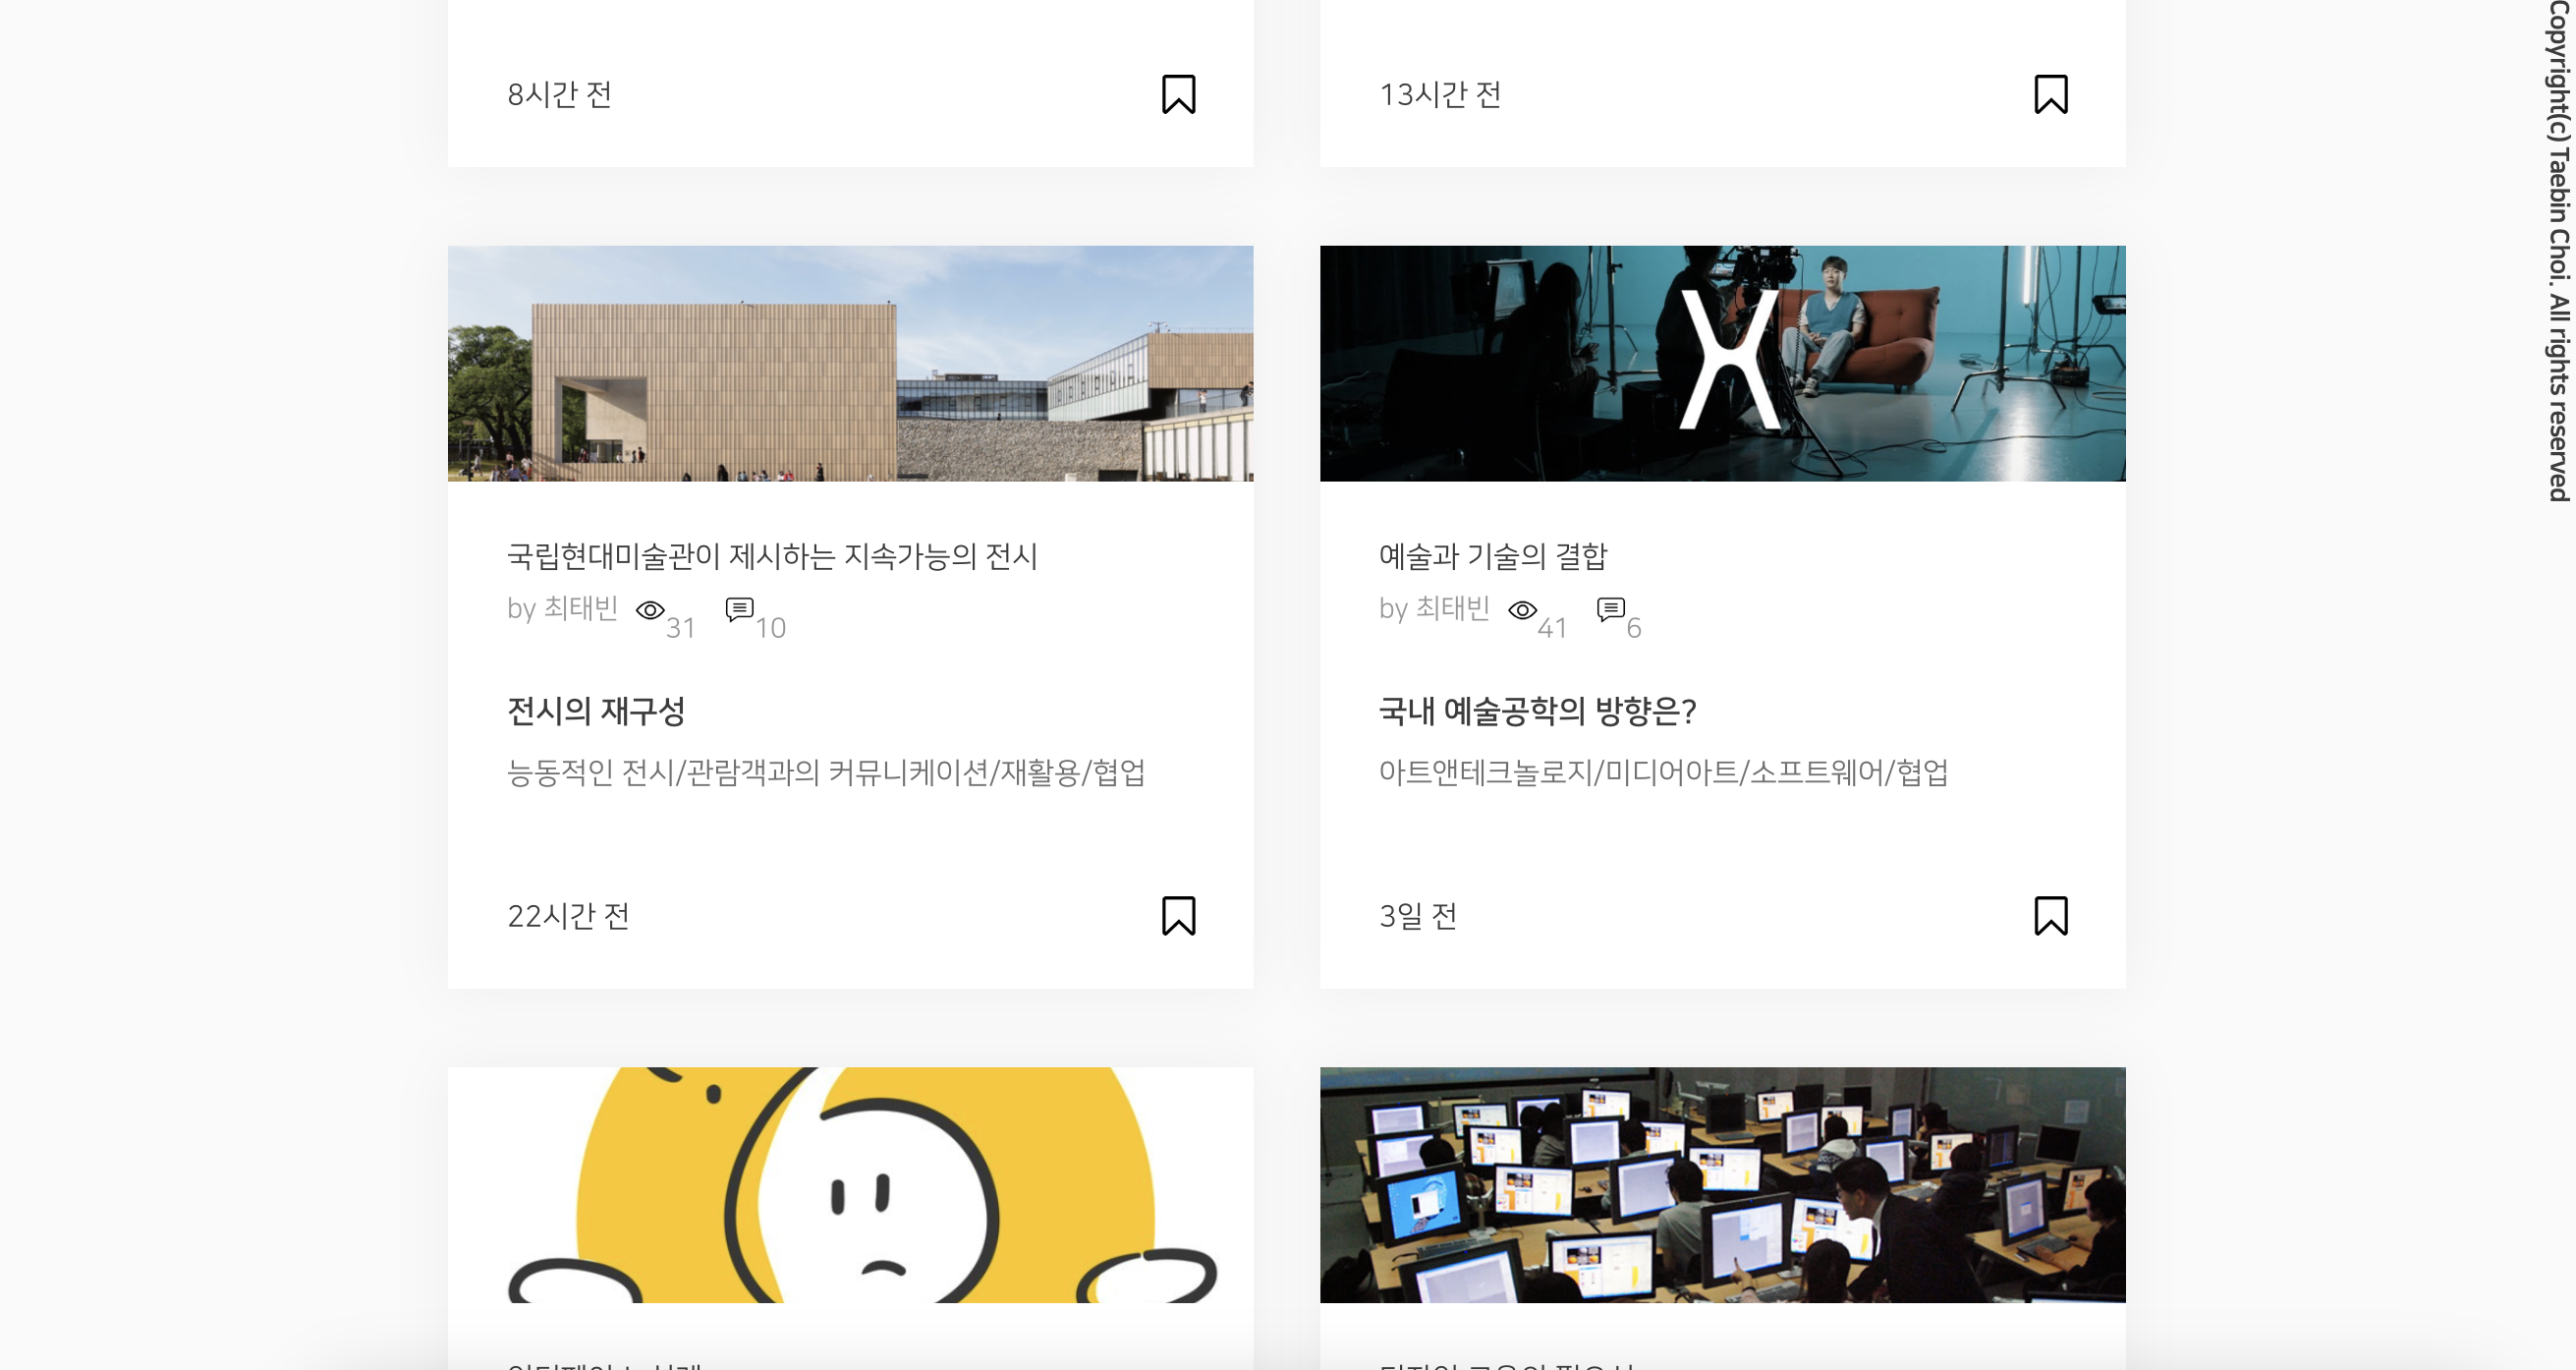 8시간 전
13시간 전
국립현대미술관이 제시하는 지속가능의 전시
by 최태빈 31 10
전시의 재구성
능동적인 전시/관람객과의 커뮤니케이션/재활용/협업
22시간 전
X
예술과 기술의 결합
by 최태빈 41 6
국내 예술공학의 방향은?
아트앤테크놀로지/미디어아트/소프트웨어/협업
3일 전
Copyright(c) Taebin Choi. All rights reserved